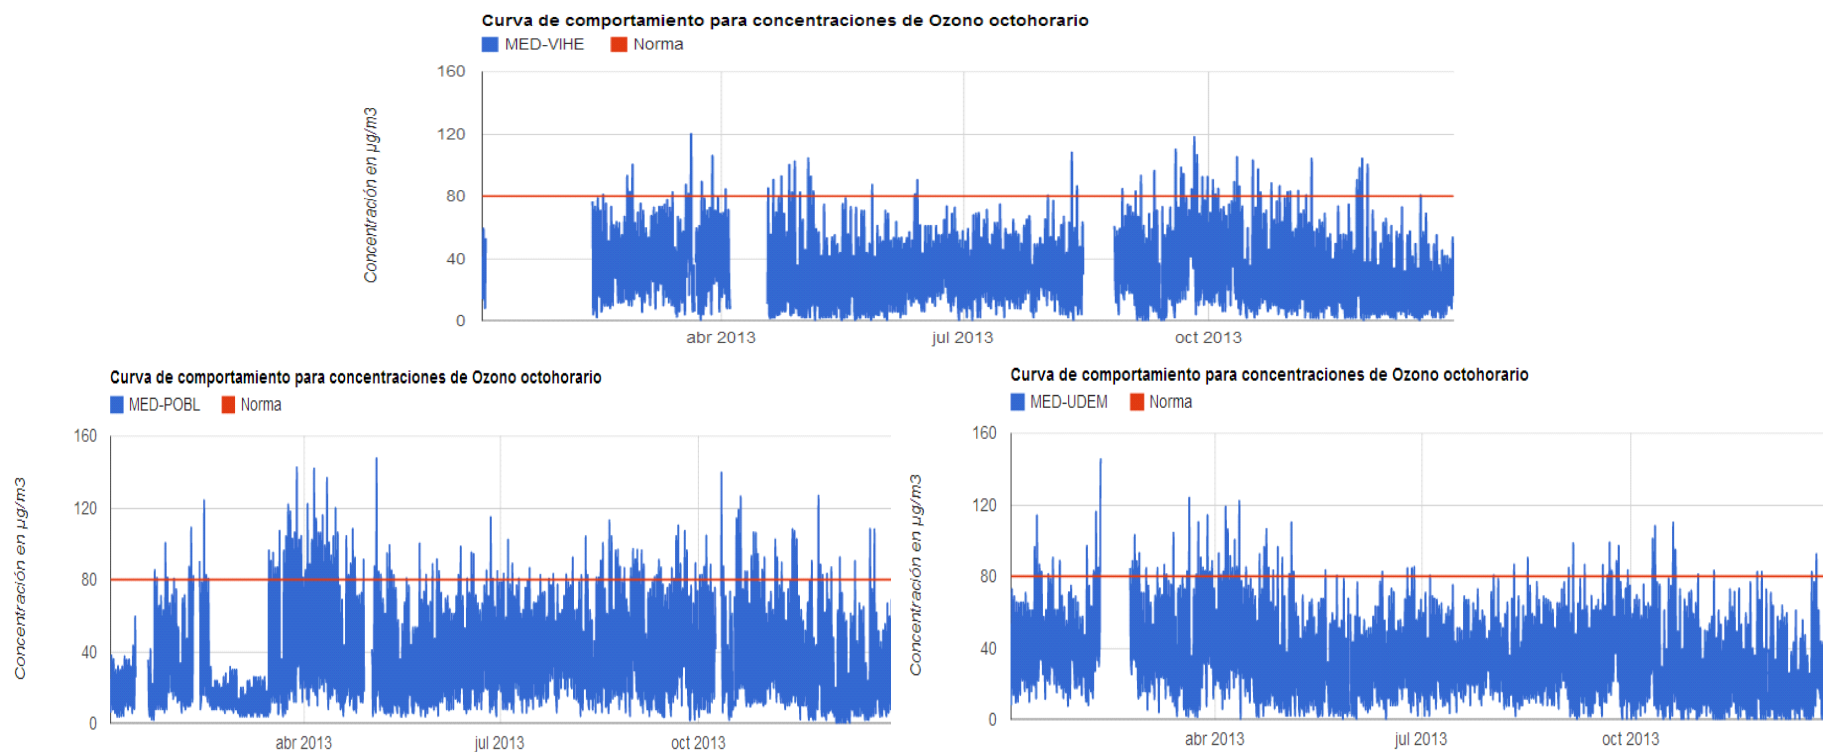 Curva de comportamiento para concentraciones de Ozono octohorario
MED-VIHE Norma
Concentración en µg/m3
160
120
80
40
0
abr 2013 jul 2013 oct 2013
Curva de comportamiento para concentraciones de Ozono octohorario
MED-POBL Norma
Concentración en µg/m3
160
120
80
40
0
abr 2013 jul 2013 oct 2013
Curva de comportamiento para concentraciones de Ozono octohorario
MED-UDEM Norma
Concentración en µg/m3
160
120
80
40
0
abr 2013 jul 2013 oct 2013